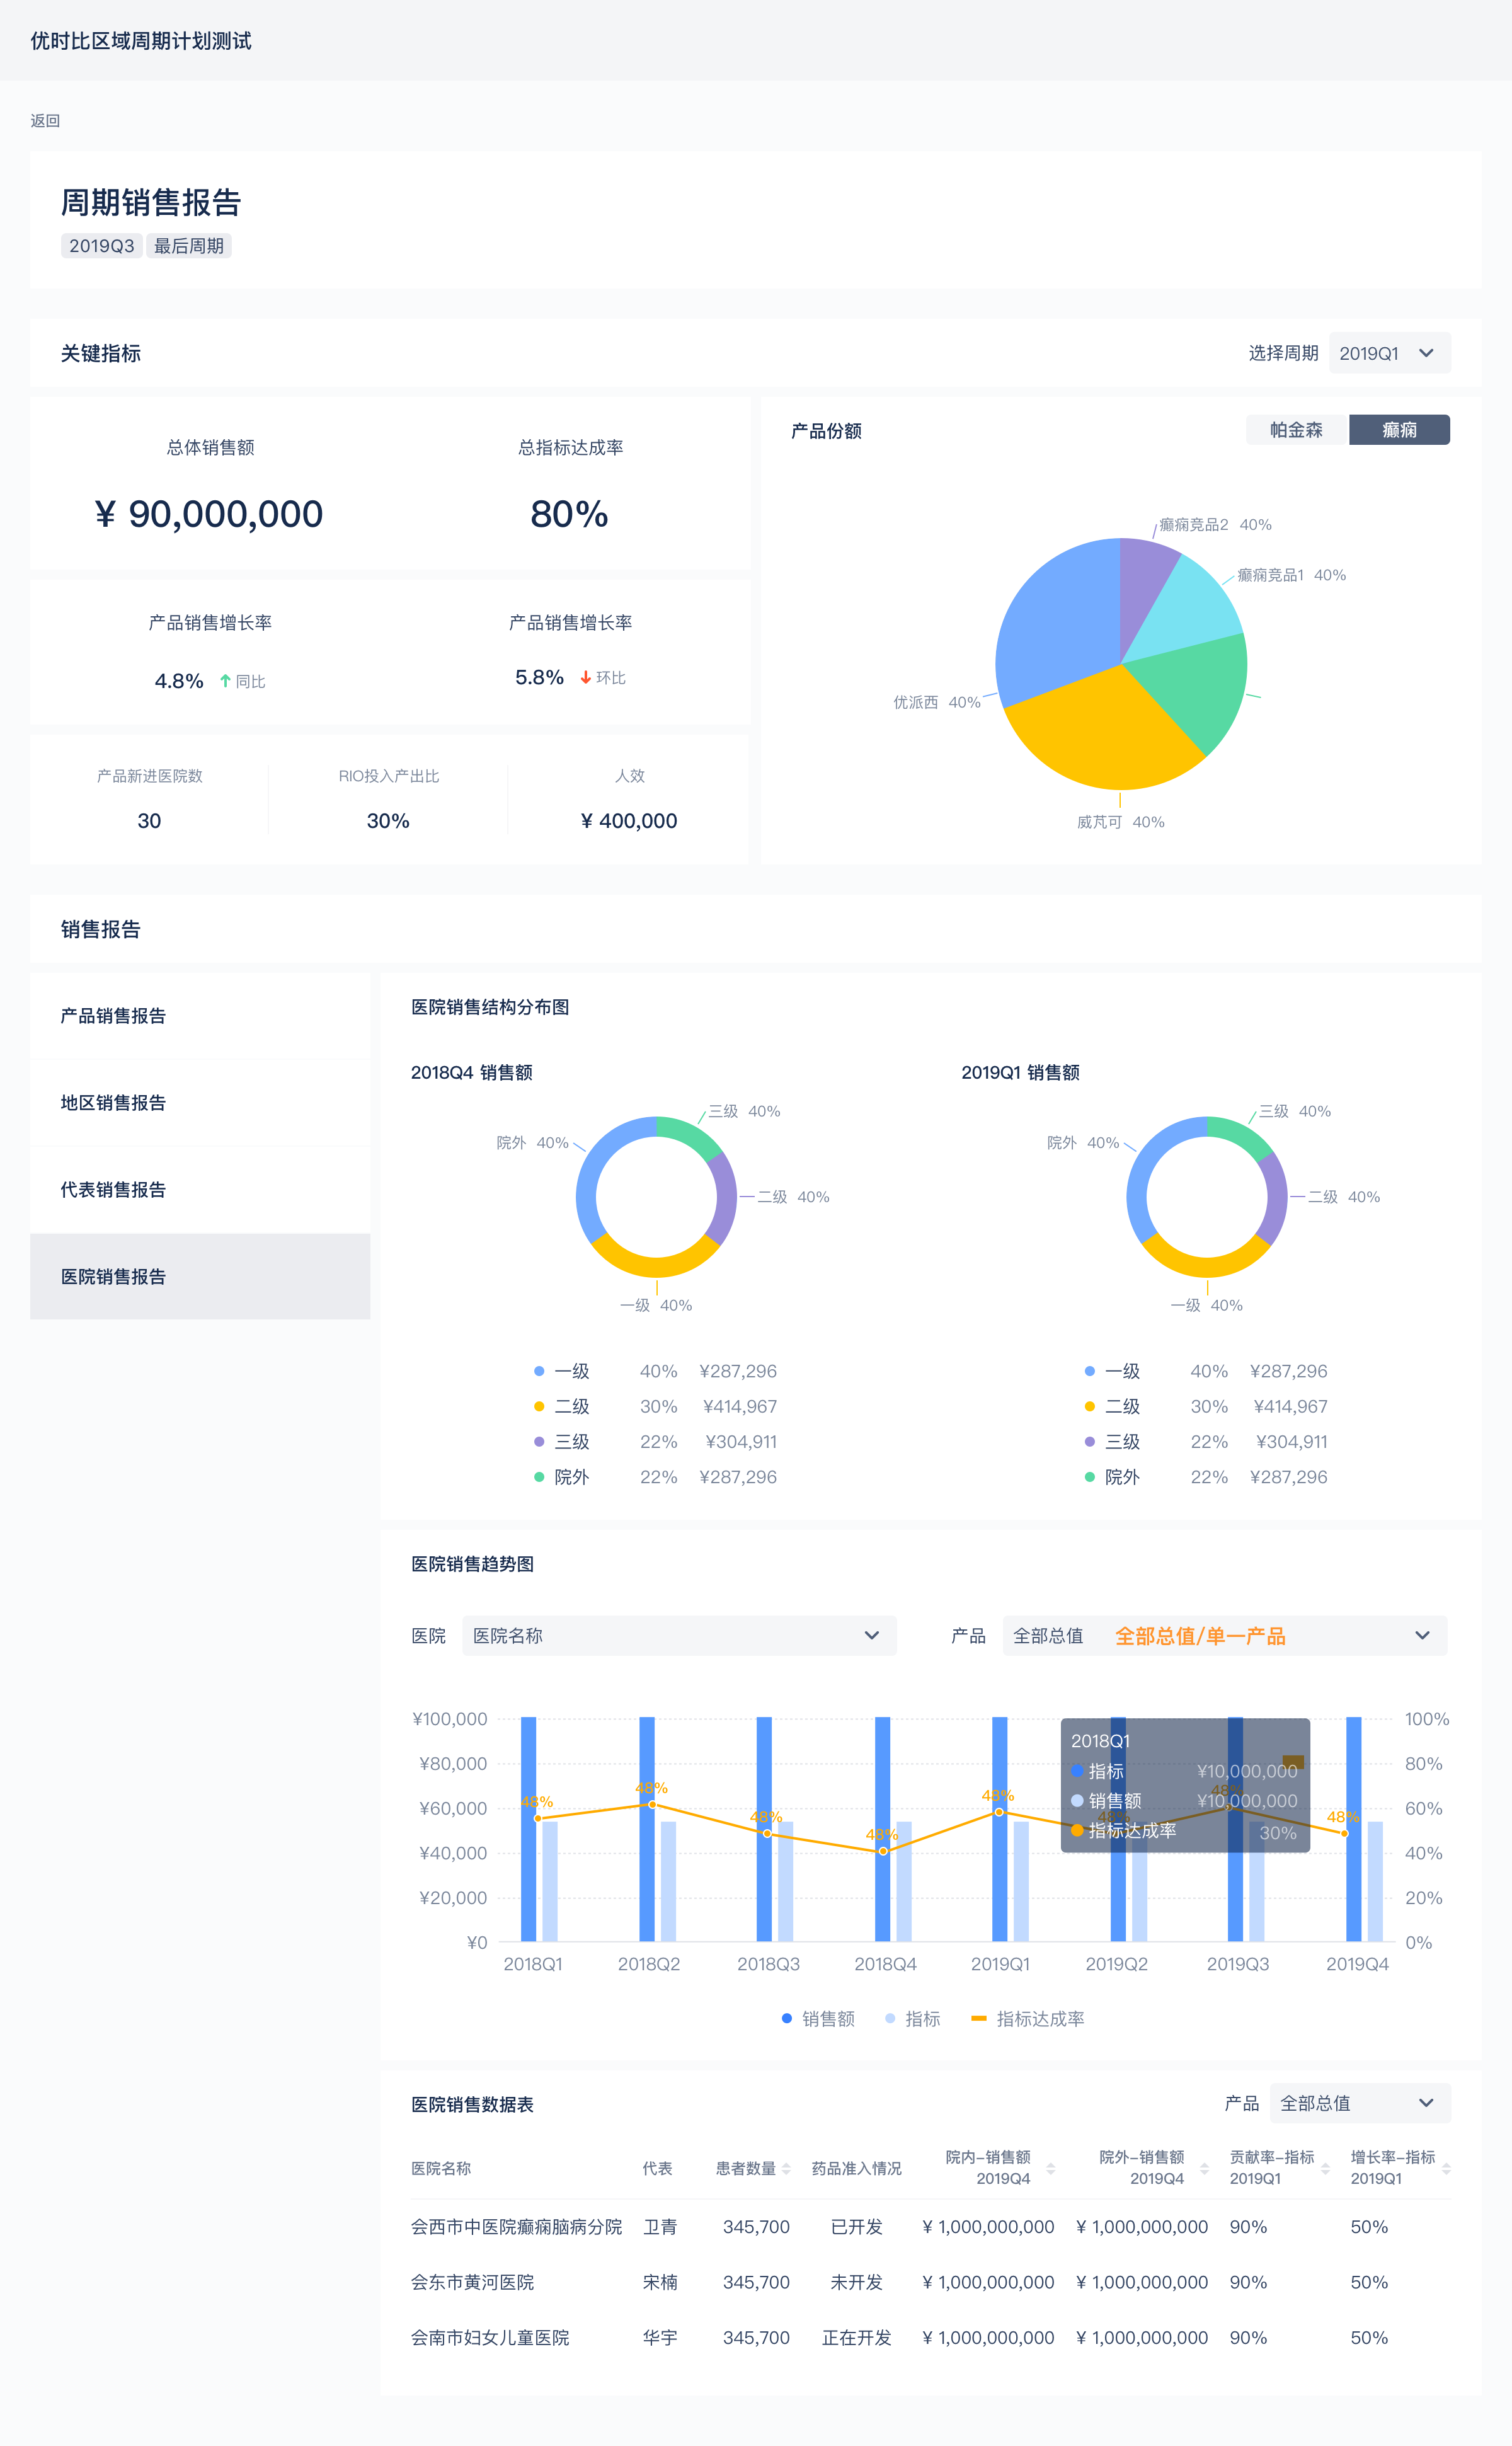 优时比区域周期计划测试
返回
周期销售报告
2019Q3 最后周期
关键指标
选择周期 2019Q1
总体销售额
¥ 90,000,000
总指标达成率
80%
产品销售增长率
4.8% 同比
产品销售增长率
5.8% 环比
产品新进医院数
30
RIO投入产出比
30%
人效
¥ 400,000
产品份额
帕金森 癫痫
癫痫竞品2 40%
癫痫竞品1 40%
优派西 40%
威芃可 40%
销售报告
产品销售报告
地区销售报告
代表销售报告
医院销售报告
医院销售结构分布图
2018Q4 销售额
三级 40%
院外 40%
二级 40%
一级 40%
一级 40% ¥287,296
二级 30% ¥414,967
三级 22% ¥304,911
院外 22% ¥287,296
2019Q1 销售额
三级 40%
院外 40%
二级 40%
一级 40%
一级 40% ¥287,296
二级 30% ¥414,967
三级 22% ¥304,911
院外 22% ¥287,296
医院销售趋势图
医院 医院名称
产品 全部总值 全部总值/单一产品
¥100,000
¥80,000
¥60,000
¥40,000
¥20,000
¥0
100%
80%
60%
40%
20%
0%
48%
48%
48%
48%
48%
48%
48%
48%
2018Q1
指标 ¥10,000,000
销售额 ¥10,000,000
指标达成率 30%
2018Q1 2018Q2 2018Q3 2018Q4 2019Q1 2019Q2 2019Q3 2019Q4
销售额 指标 指标达成率
医院销售数据表
产品 全部总值
医院名称 代表 患者数量 药品准入情况 院内-销售额 2019Q4 院外-销售额 2019Q4 贡献率-指标 2019Q1 增长率-指标 2019Q1
会西市中医院癫痫脑病分院 卫青 345,700 已开发 ¥ 1,000,000,000 ¥ 1,000,000,000 90% 50%
会东市黄河医院 宋楠 345,700 未开发 ¥ 1,000,000,000 ¥ 1,000,000,000 90% 50%
会南市妇女儿童医院 华宇 345,700 正在开发 ¥ 1,000,000,000 ¥ 1,000,000,000 90% 50%